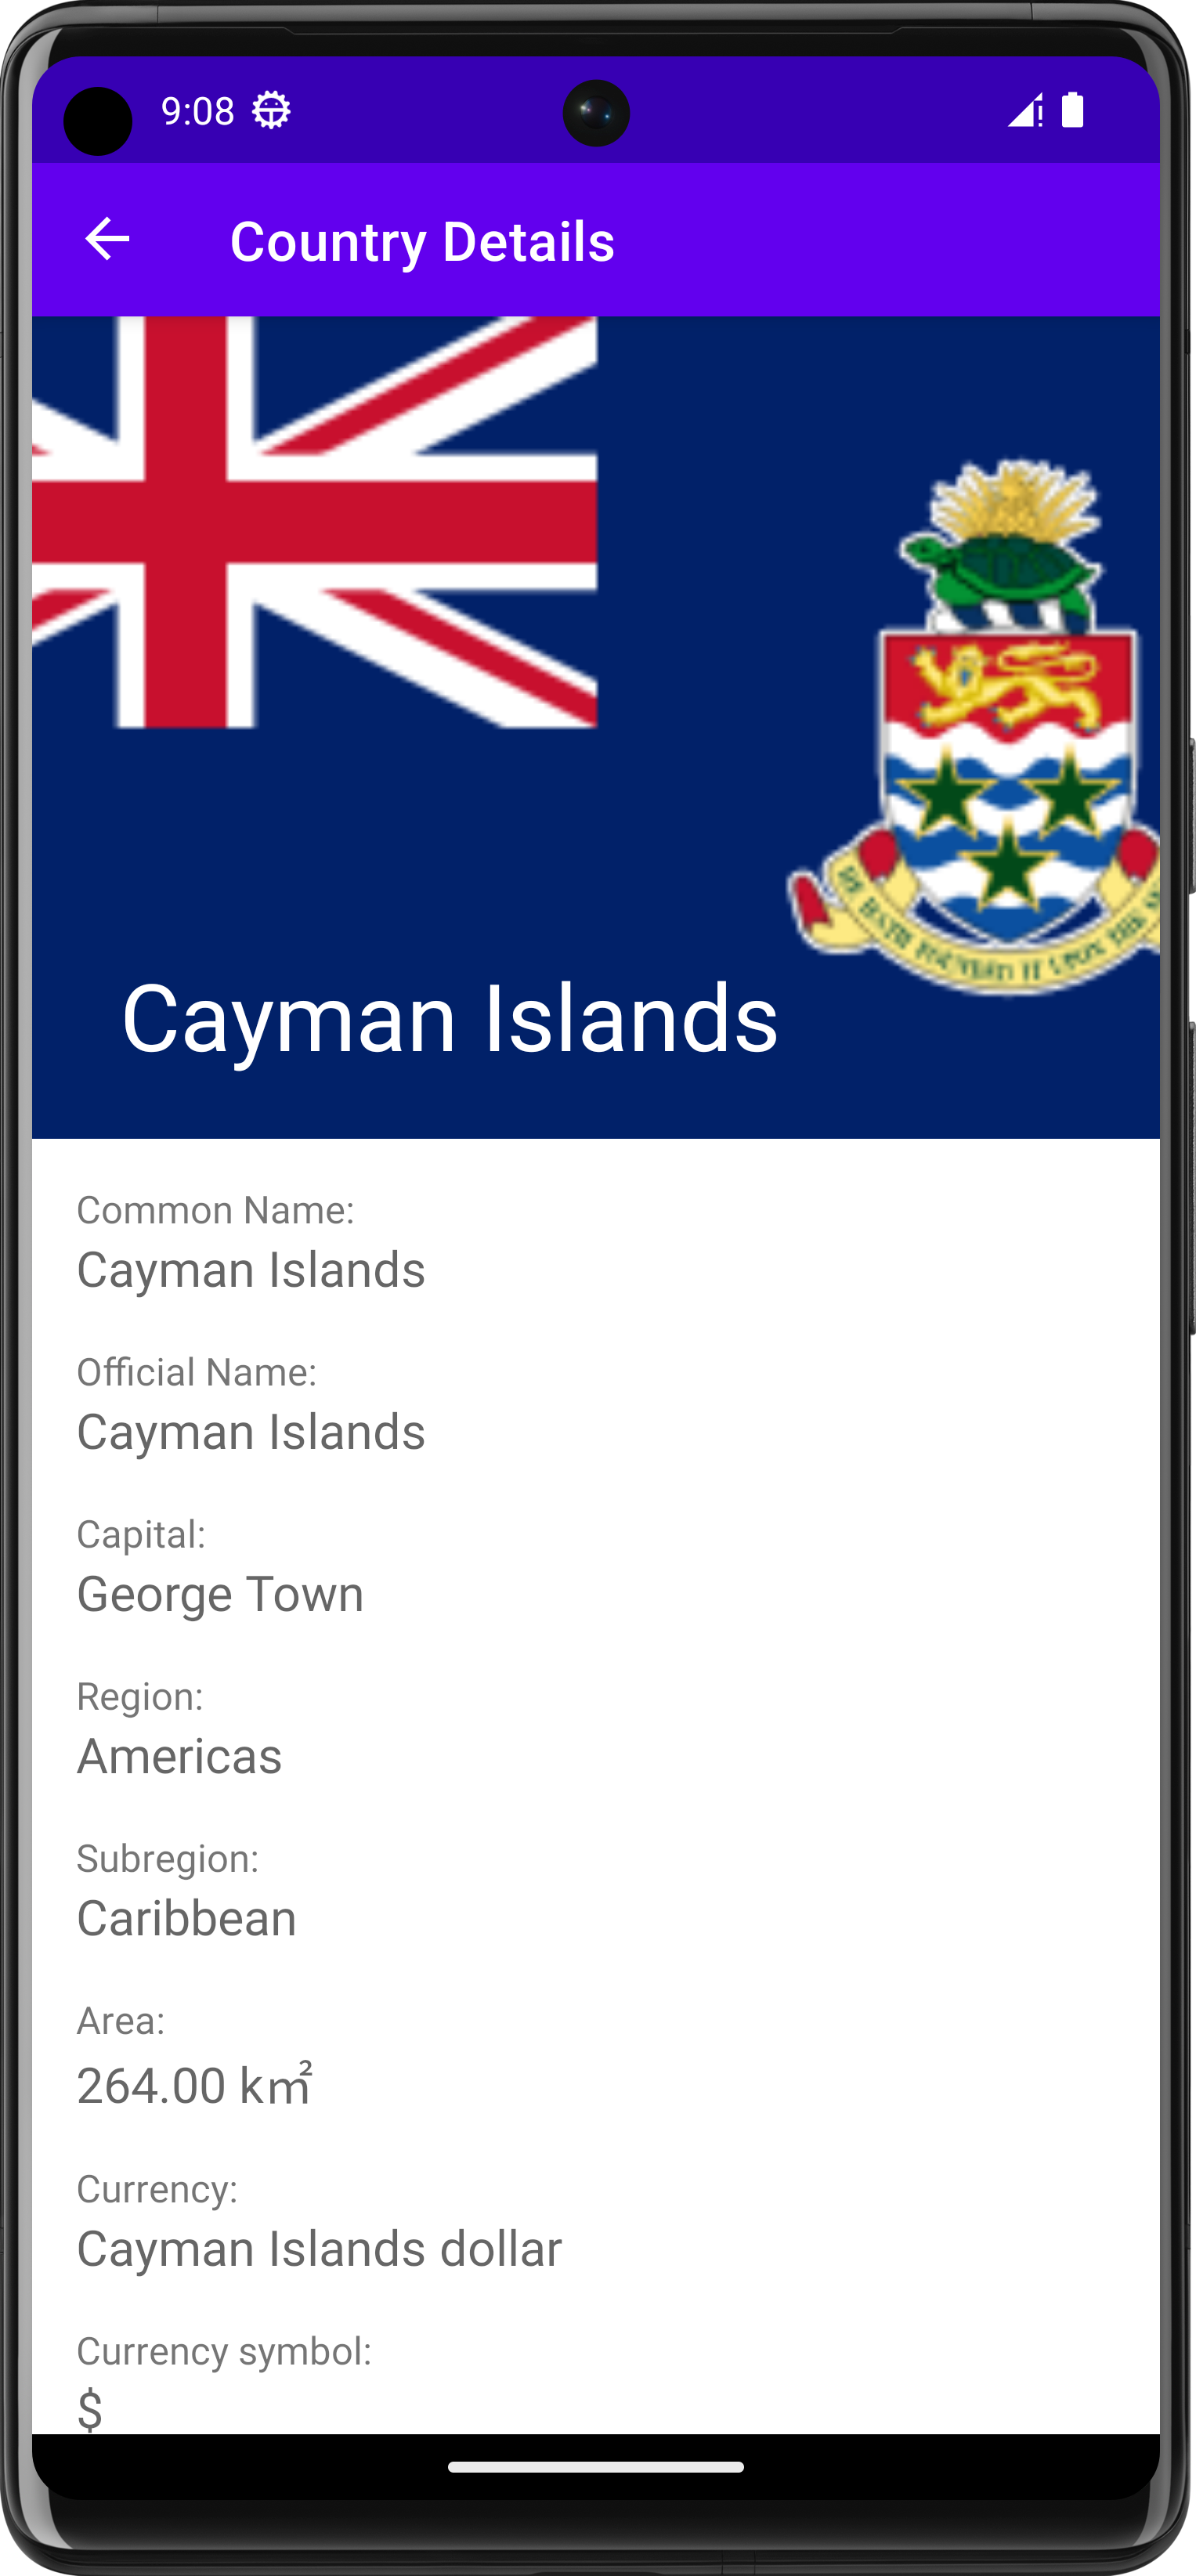 9:08
Country Details
Cayman Islands
Common Name:
Cayman Islands
Official Name:
Cayman Islands
Capital:
George Town
Region:
Americas
Subregion:
Caribbean
Area:
264.00 km²
Currency:
Cayman Islands dollar
Currency symbol:
$